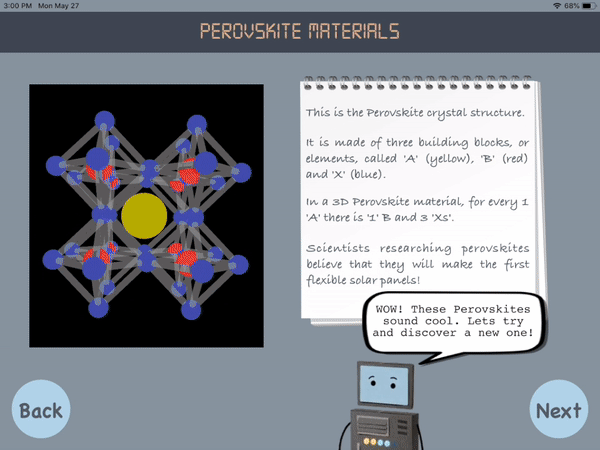 3:00 PM Mon May 27
68%
PEROVSKITE MATERIALS
This is the Perovskite crystal structure.
It is made of three building blocks, or
elements, called 'A' (yellow), 'B' (red)
and 'X' (blue).
In a 3D Perovskite material, for every 1
'A' there is '1' B and 3 'Xs'.
Scientists researching perovskites
believe that they will make the first
flexible solar panels!
WOW! These Perovskites
sound cool. Lets try
and discover a new one!
Back
Next